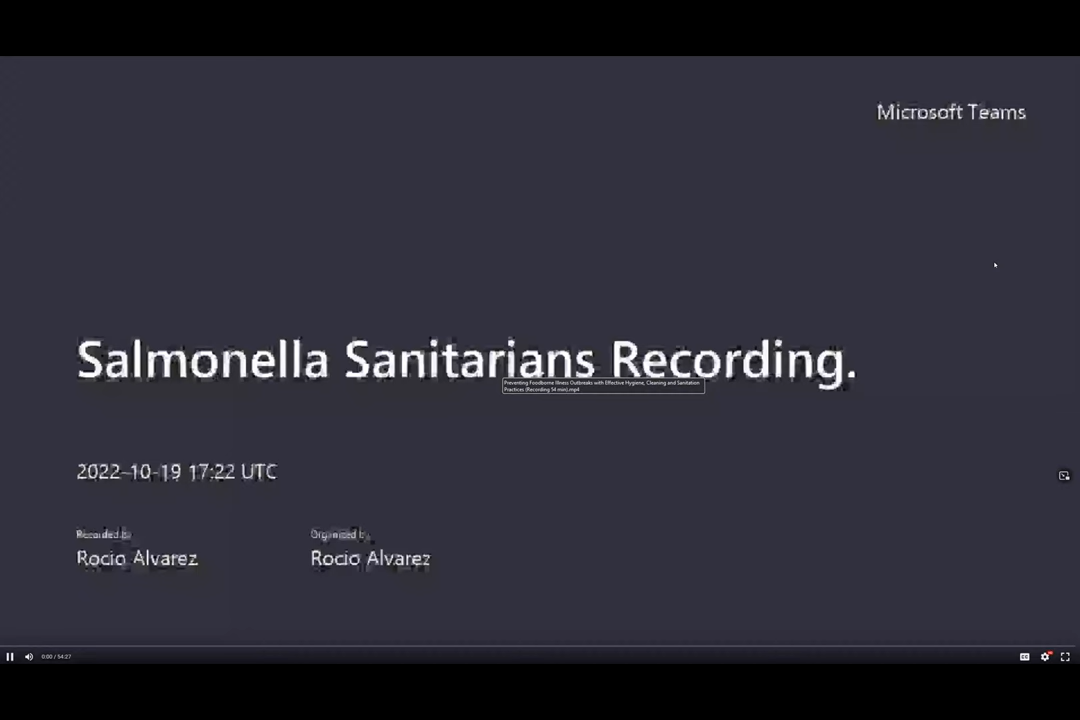 Microsoft Teams
Salmonella Sanitarians Recording.
Preventing Foodborne Illness Outbreaks with Effective Hygiene, Cleaning and Sanitation
Practices (Recording 54 min).mp4
2022-10-19 17:22 UTC
Recorded by
Organized by
Rocio Alvarez
Rocio Alvarez
0:00 / 54:27
CC